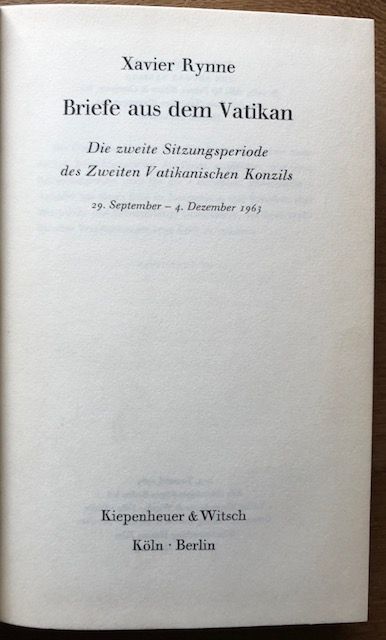 Xavier Rynne
Briefe aus dem Vatikan
Die zweite Sitzungsperiode
des Zweiten Vatikanischen Konzils
29. September – 4. Dezember 1963
Kiepenheuer & Witsch
Köln · Berlin